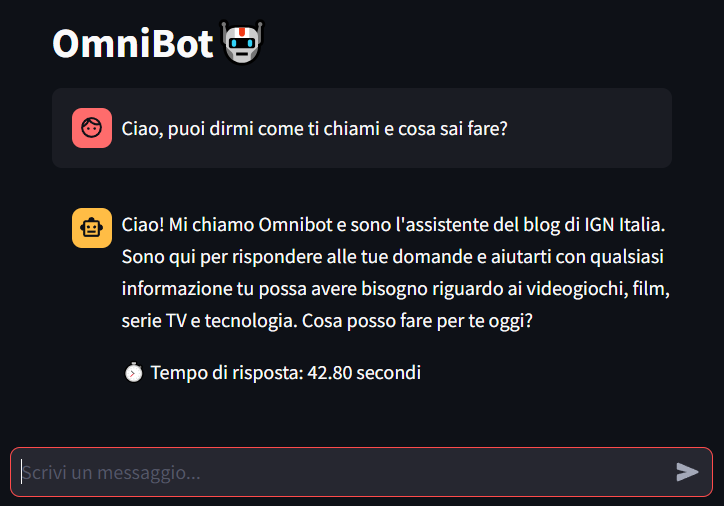 OmniBot
Ciao, puoi dirmi come ti chiami e cosa sai fare?
Ciao! Mi chiamo Omnibot e sono l'assistente del blog di IGN Italia.
Sono qui per rispondere alle tue domande e aiutarti con qualsiasi
informazione tu possa avere bisogno riguardo ai videogiochi, film,
serie TV e tecnologia. Cosa posso fare per te oggi?
Tempo di risposta: 42.80 secondi
Scrivi un messaggio...